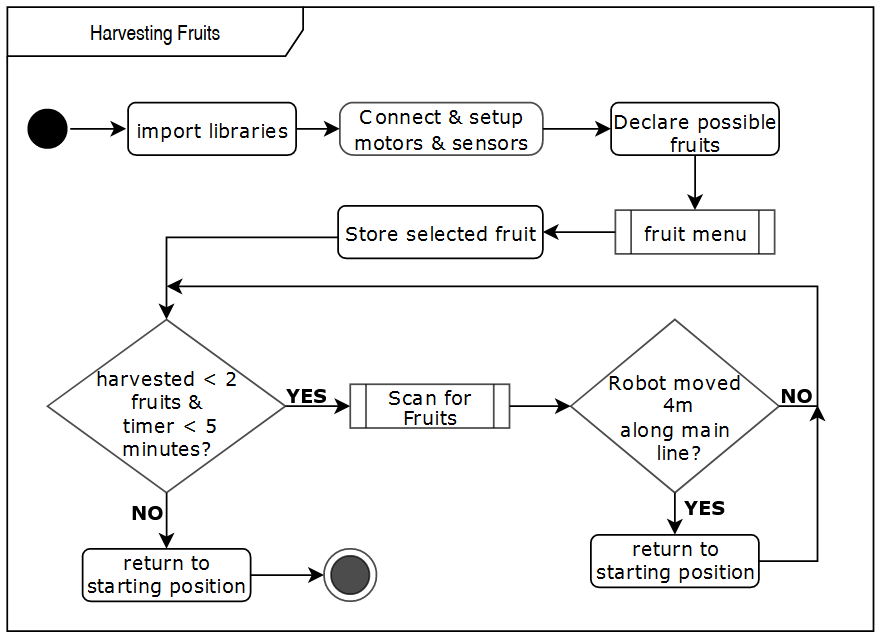 Harvesting Fruits
import libraries
Connect & setup
motors & sensors
Declare possible
fruits
fruit menu
Store selected fruit
harvested < 2
fruits &
timer < 5
minutes?
YES
Scan for
Fruits
Robot moved
4m
along main
line?
NO
NO
YES
return to
starting position
return to
starting position